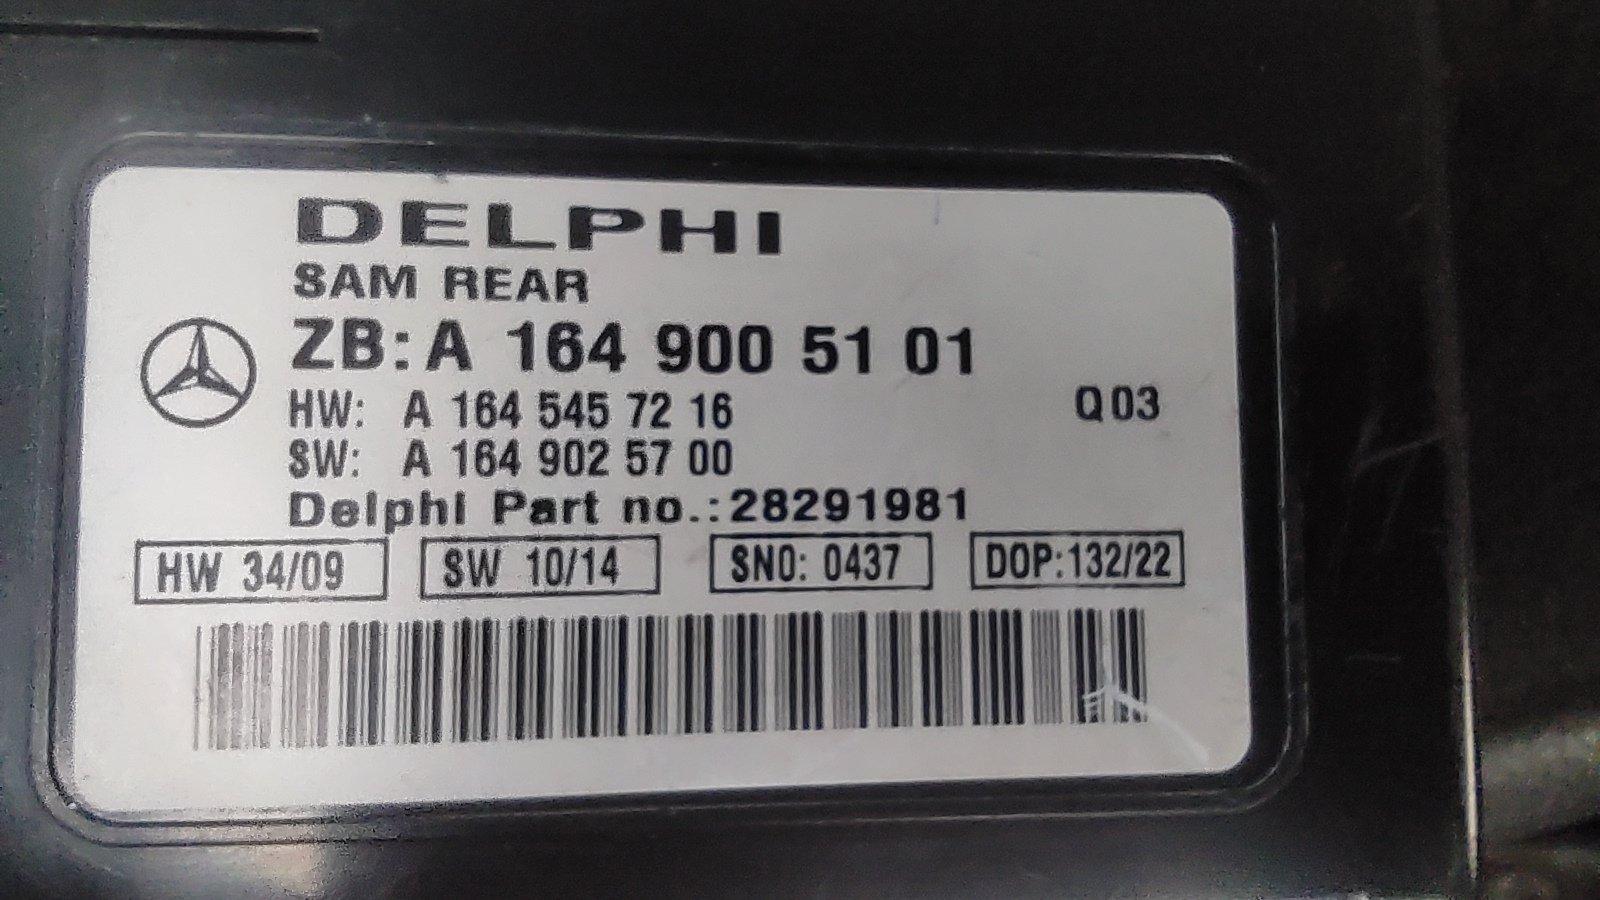 DELPHI
SAM REAR
ZB: A 164 900 51 01
HW: A 164 545 72 16 Q03
SW: A 164 902 57 00
Delphi Part no.:28291981
HW 34/09 SW 10/14 SNO: 0437 DOP:132/22